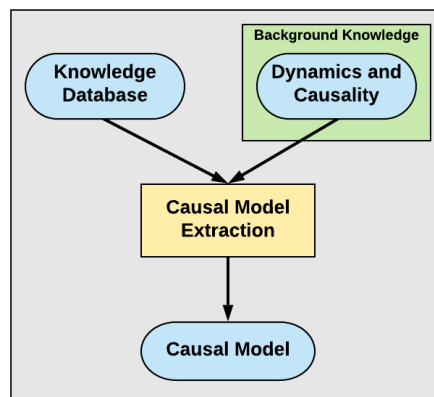 Background Knowledge
Knowledge
Database
Dynamics and
Causality
Causal Model
Extraction
Causal Model